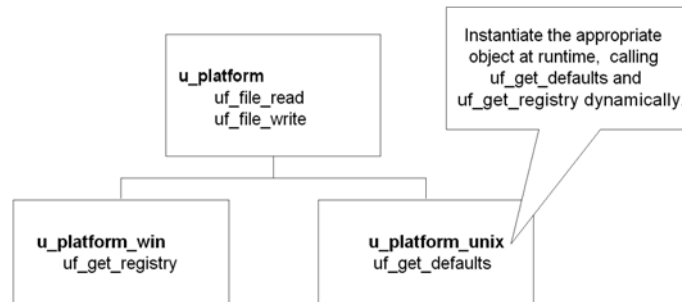 Instantiate the appropriate
object at runtime, calling
uf_get_defaults and
uf_get_registry dynamically.
u_platform
uf_file_read
uf_file_write
u_platform_win
uf_get_registry
u_platform_unix
uf_get_defaults